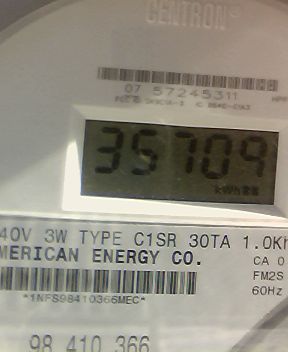 CENTRON®
07 57245311
35709
kWh
40V 3W TYPE C1SR 30TA 1.0Kh
MERICAN ENERGY CO.
CA 0
FM2S
60Hz
*1NFS98410366MEC*
98 410 366